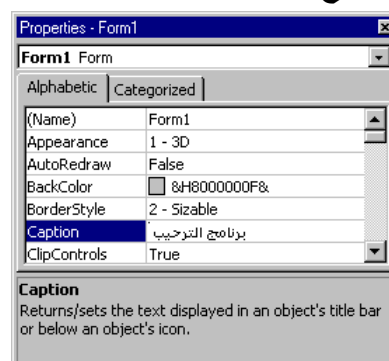 Properties - Form1
Form1 Form
Alphabetic Categorized
(Name) Form1
Appearance 1 - 3D
AutoRedraw False
BackColor &H8000000F&
BorderStyle 2 - Sizable
Caption برنامج الترحيب
ClipControls True
Caption
Returns/sets the text displayed in an object's title bar
or below an object's icon.